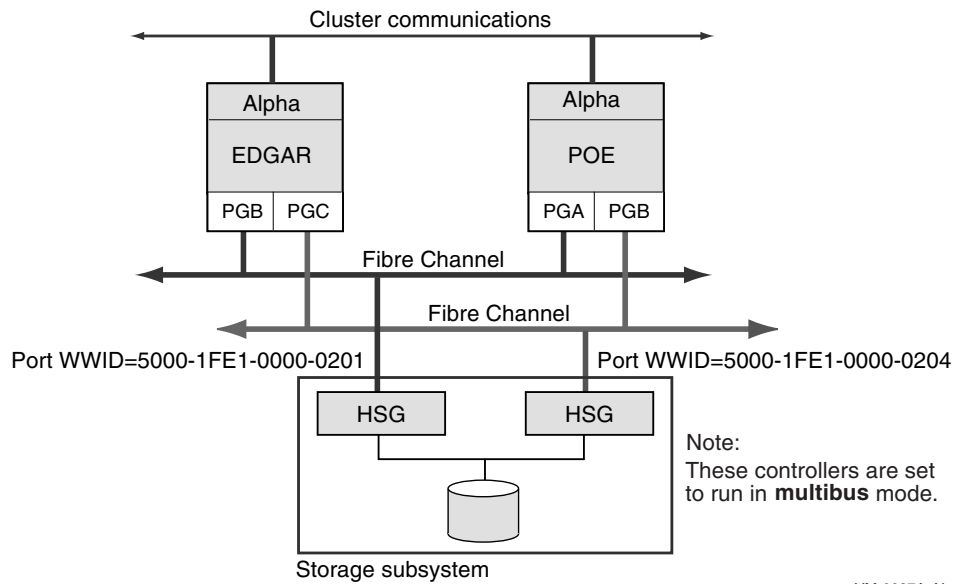 Cluster communications
Alpha
Alpha
EDGAR
POE
PGB PGC
PGA PGB
Fibre Channel
Fibre Channel
Port WWID=5000-1FE1-0000-0201
Port WWID=5000-1FE1-0000-0204
HSG
HSG
Note:
These controllers are set
to run in multibus mode.
Storage subsystem